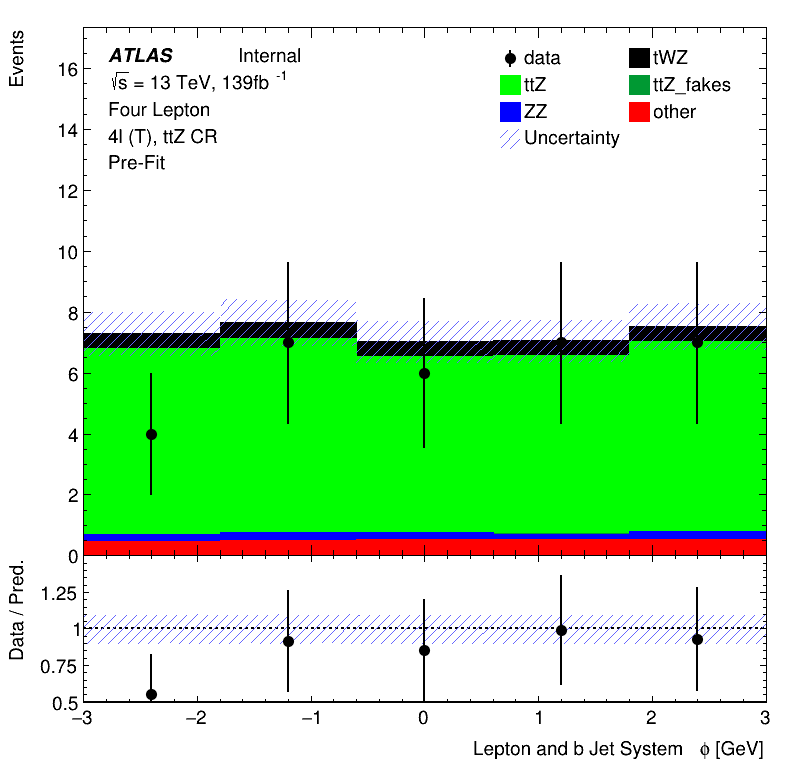 Events
16
14
12
10
8
6
4
2
0
ATLAS Internal
√s = 13 TeV, 139fb⁻¹
Four Lepton
4l (T), ttZ CR
Pre-Fit
data tWZ
ttZ ttZ_fakes
ZZ other
Uncertainty
Data / Pred.
1.25
1
0.75
0.5
−3 −2 −1 0 1 2 3
Lepton and b Jet System ϕ [GeV]